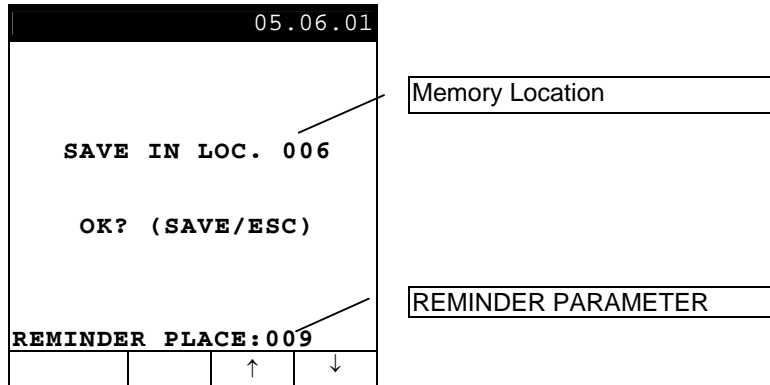 05.06.01
Memory Location
SAVE IN LOC. 006
OK? (SAVE/ESC)
REMINDER PARAMETER
REMINDER PLACE:009
↑ ↓